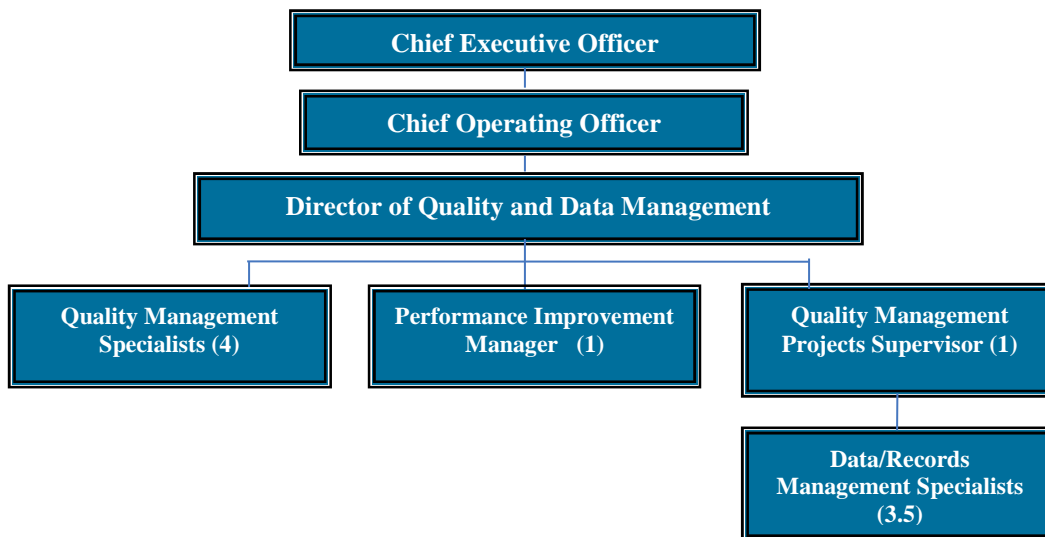 Chief Executive Officer
Chief Operating Officer
Director of Quality and Data Management
Quality Management
Specialists (4)
Performance Improvement
Manager (1)
Quality Management
Projects Supervisor (1)
Data/Records
Management Specialists
(3.5)